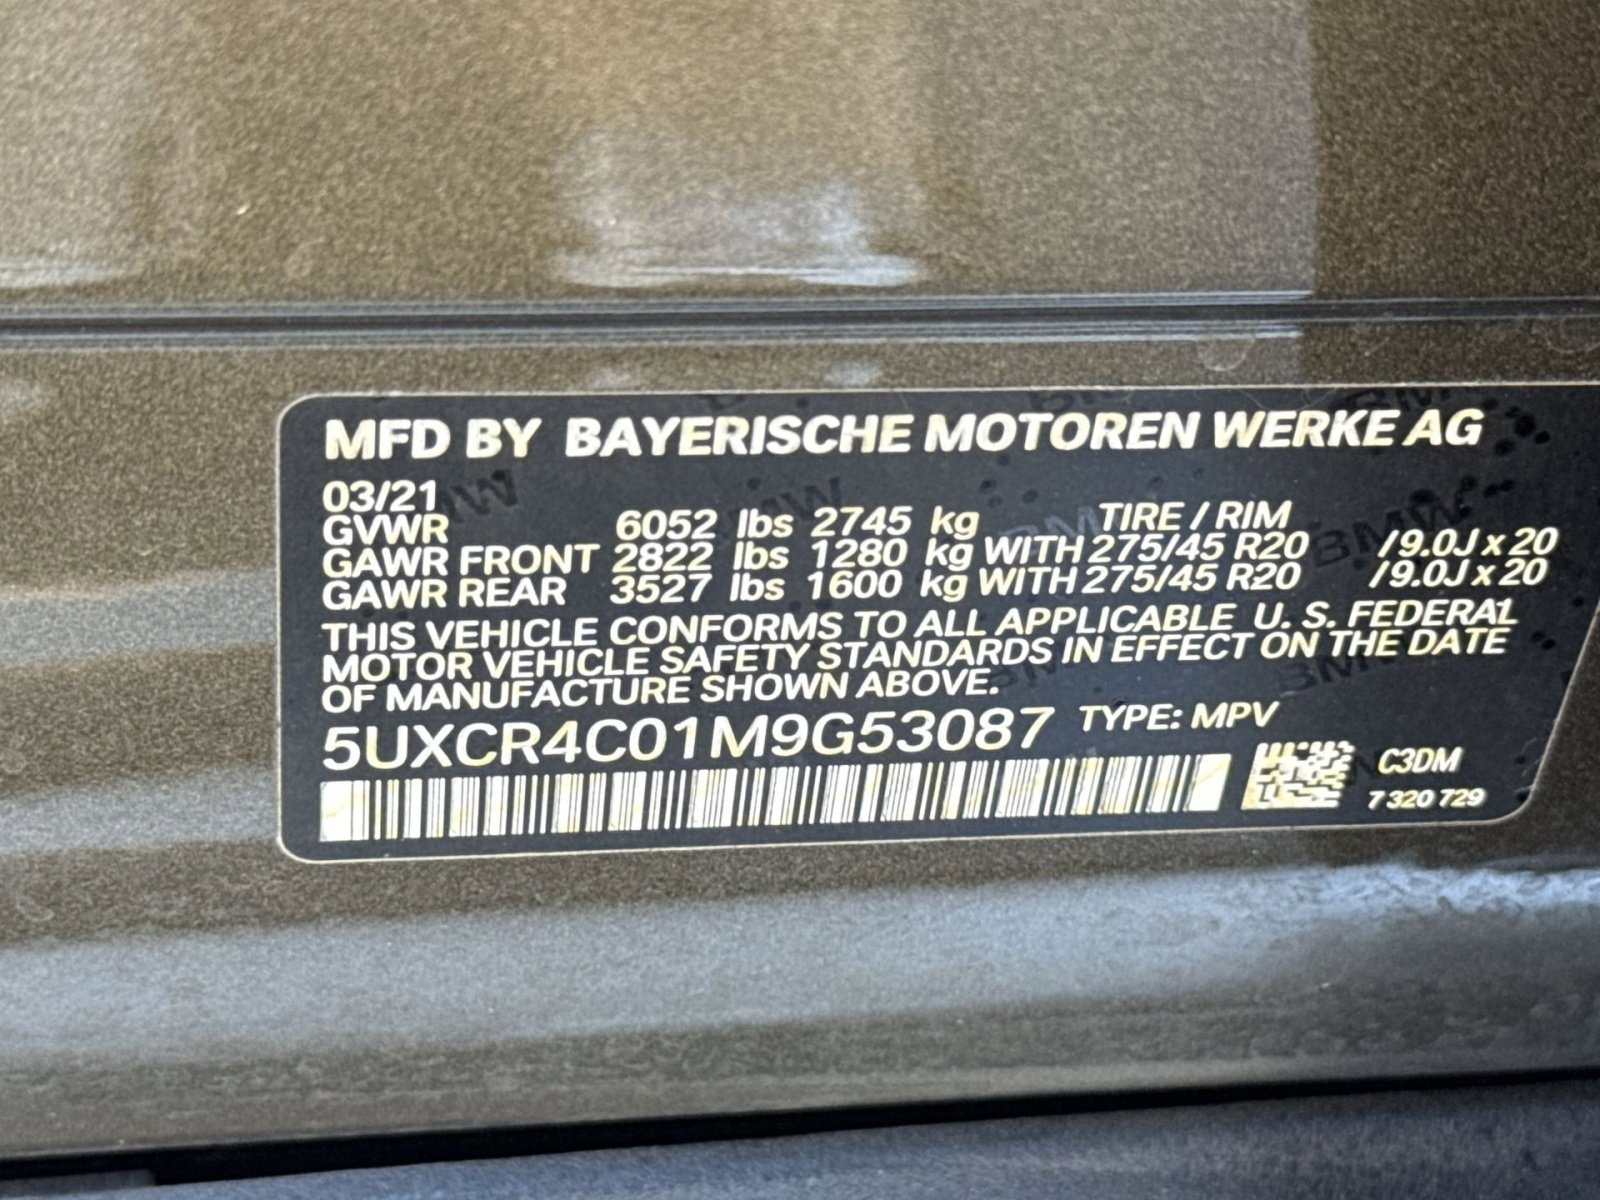 MFD BY BAYERISCHE MOTOREN WERKE AG
03/21
GVWR 6052 lbs 2745 kg TIRE / RIM
GAWR FRONT 2822 lbs 1280 kg WITH 275/45 R20 /9.0J x 20
GAWR REAR 3527 lbs 1600 kg WITH 275/45 R20 /9.0J x 20
THIS VEHICLE CONFORMS TO ALL APPLICABLE U. S. FEDERAL
MOTOR VEHICLE SAFETY STANDARDS IN EFFECT ON THE DATE
OF MANUFACTURE SHOWN ABOVE.
5UXCR4C01M9G53087 TYPE: MPV
C3DM
7 320 729